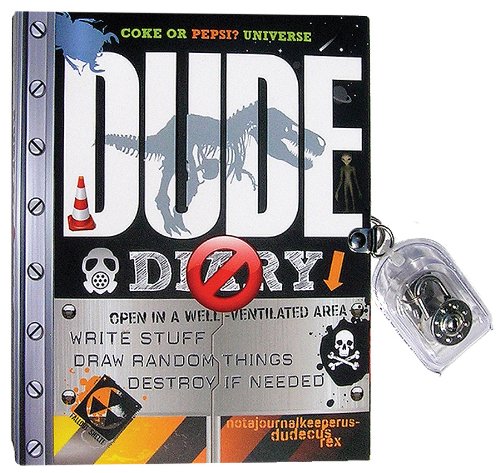 COKE OR PEPSI? UNIVERSE
DUDE
DIARY
OPEN IN A WELL-VENTILATED AREA
WRITE STUFF
DRAW RANDOM THINGS
DESTROY IF NEEDED
notajournalkeeperus-
dudecus
rex